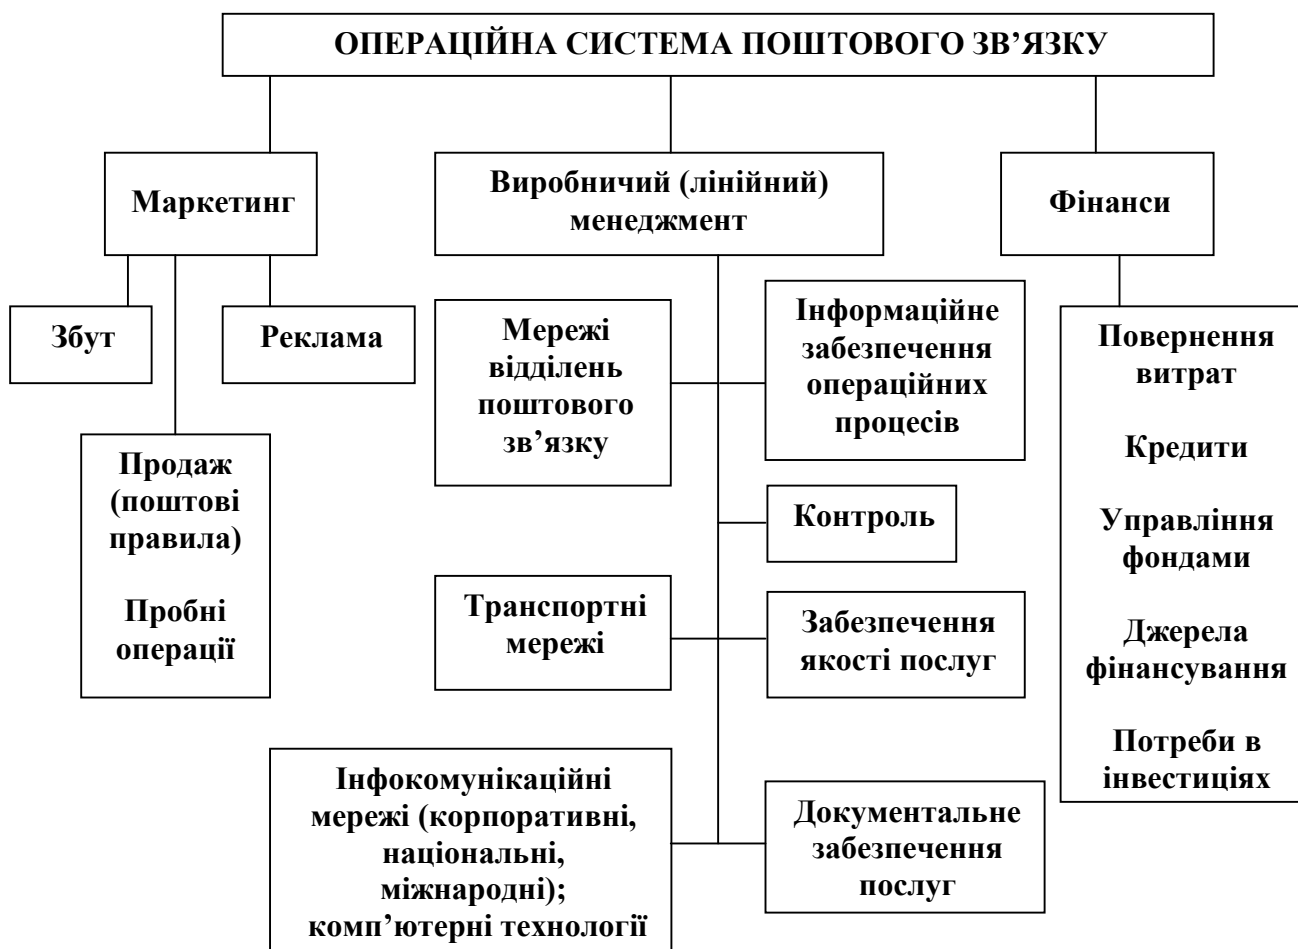 ОПЕРАЦІЙНА СИСТЕМА ПОШТОВОГО ЗВ’ЯЗКУ
Маркетинг
Виробничий (лінійний)
менеджмент
Фінанси
Збут
Реклама
Продаж
(поштові
правила)
Пробні
операції
Мережі
відділень
поштового
зв’язку
Інформаційне
забезпечення
операційних
процесів
Контроль
Транспортні
мережі
Забезпечення
якості послуг
Інфокомунікаційні
мережі (корпоративні,
національні,
міжнародні);
комп’ютерні технології
Документальне
забезпечення
послуг
Повернення
витрат
Кредити
Управління
фондами
Джерела
фінансування
Потреби в
інвестиціях